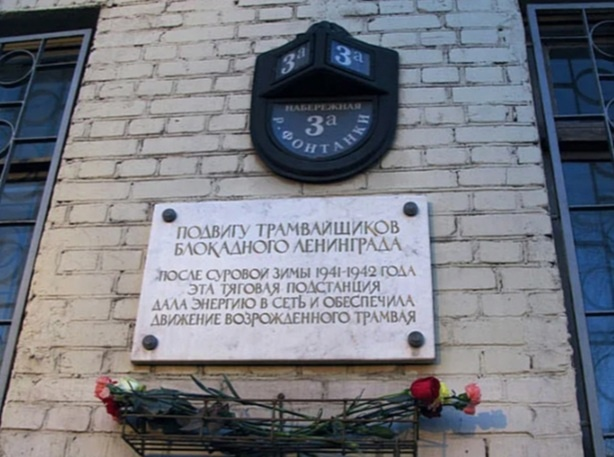 3а 3а
НАБЕРЕЖНАЯ
3а
Р. ФОНТАНКИ
ПОДВИГУ ТРАМВАЙЩИКОВ
БЛОКАДНОГО ЛЕНИНГРАДА
ПОСЛЕ СУРОВОЙ ЗИМЫ 1941-1942 ГОДА
ЭТА ТЯГОВАЯ ПОДСТАНЦИЯ
ДАЛА ЭНЕРГИЮ В СЕТЬ И ОБЕСПЕЧИЛА
ДВИЖЕНИЕ ВОЗРОЖДЕННОГО ТРАМВАЯ